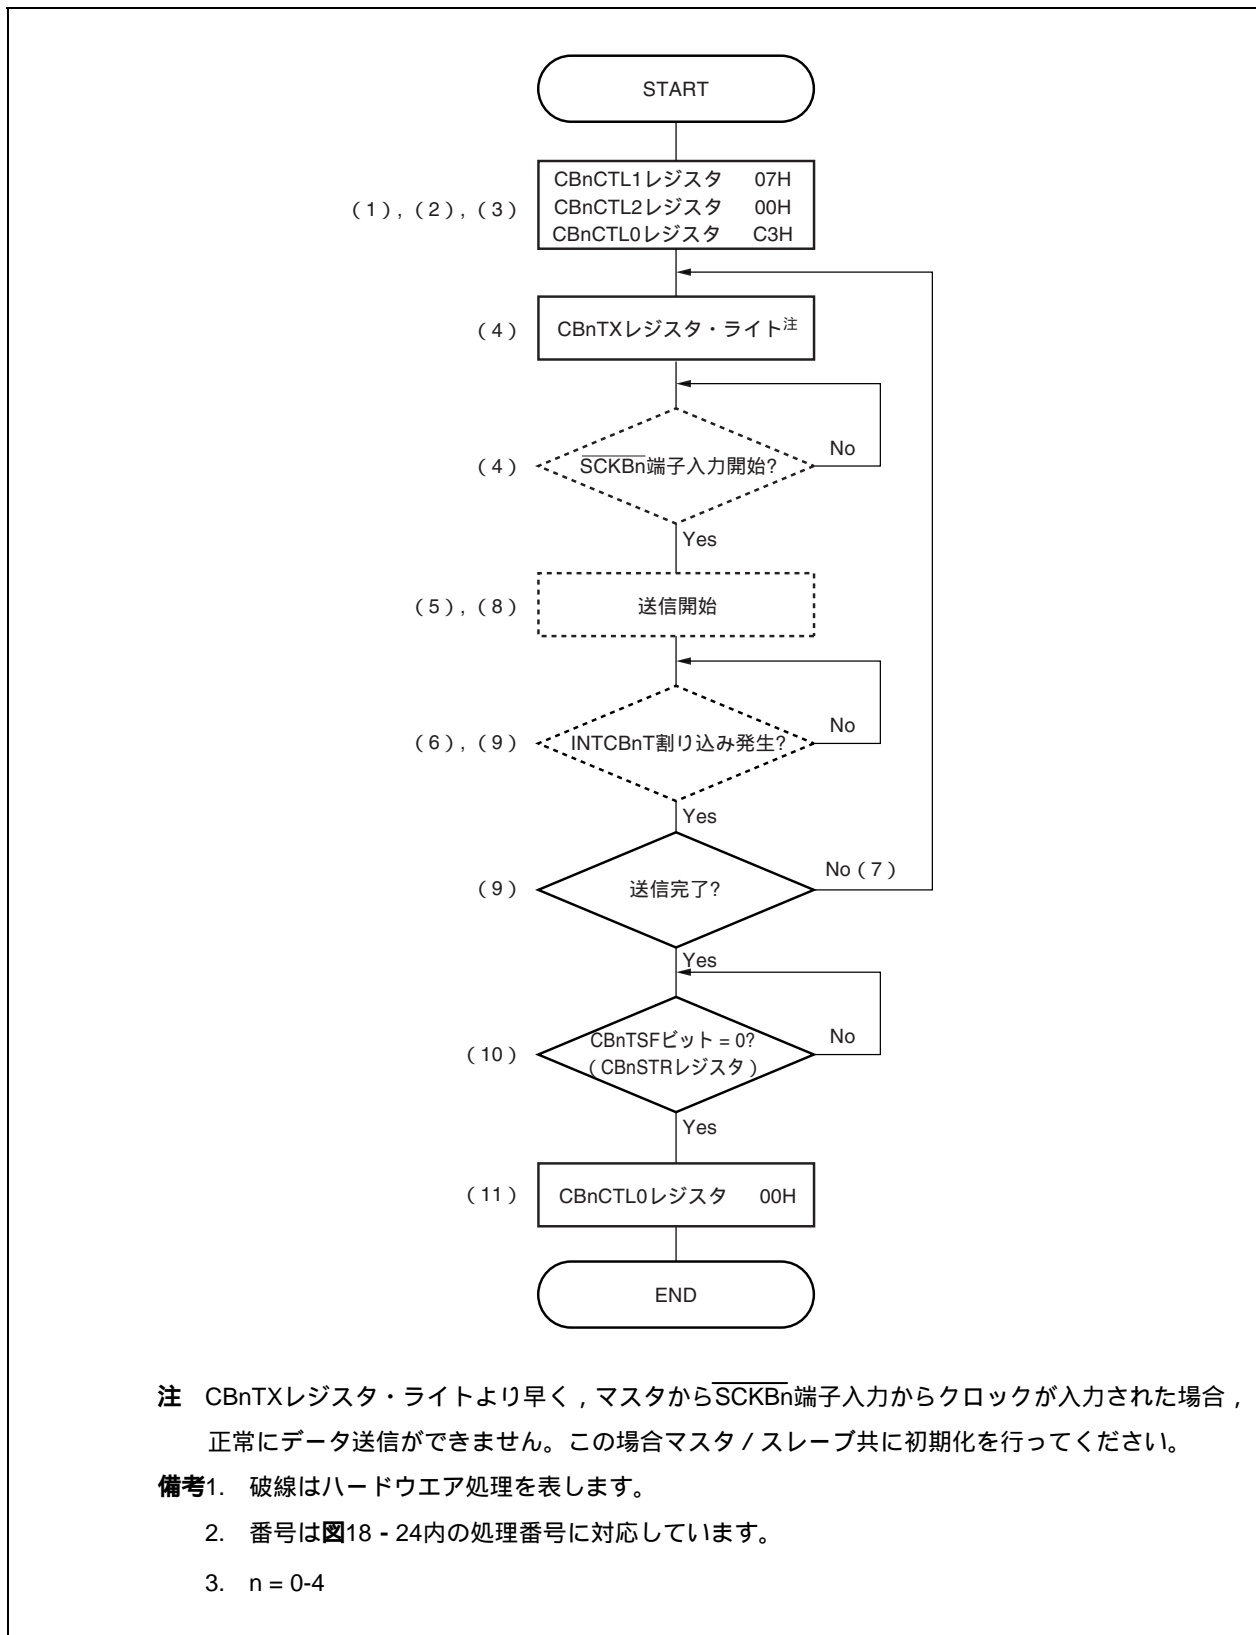 START
(1),(2),(3)
CBnCTL1レジスタ 07H
CBnCTL2レジスタ 00H
CBnCTL0レジスタ C3H
(4)
CBnTXレジスタ・ライト注
(4)
SCKBn端子入力開始?
No
Yes
(5),(8)
送信開始
(6),(9)
INTCBnT割り込み発生?
No
Yes
(9)
送信完了?
No(7)
Yes
(10)
CBnTSFビット = 0?
(CBnSTRレジスタ)
No
Yes
(11)
CBnCTL0レジスタ 00H
END
注 CBnTXレジスタ・ライトより早く,マスタからSCKBn端子入力からクロックが入力された場合,
正常にデータ送信ができません。この場合マスタ/スレーブ共に初期化を行ってください。
備考1. 破線はハードウエア処理を表します。
2. 番号は図18-24内の処理番号に対応しています。
3. n = 0-4